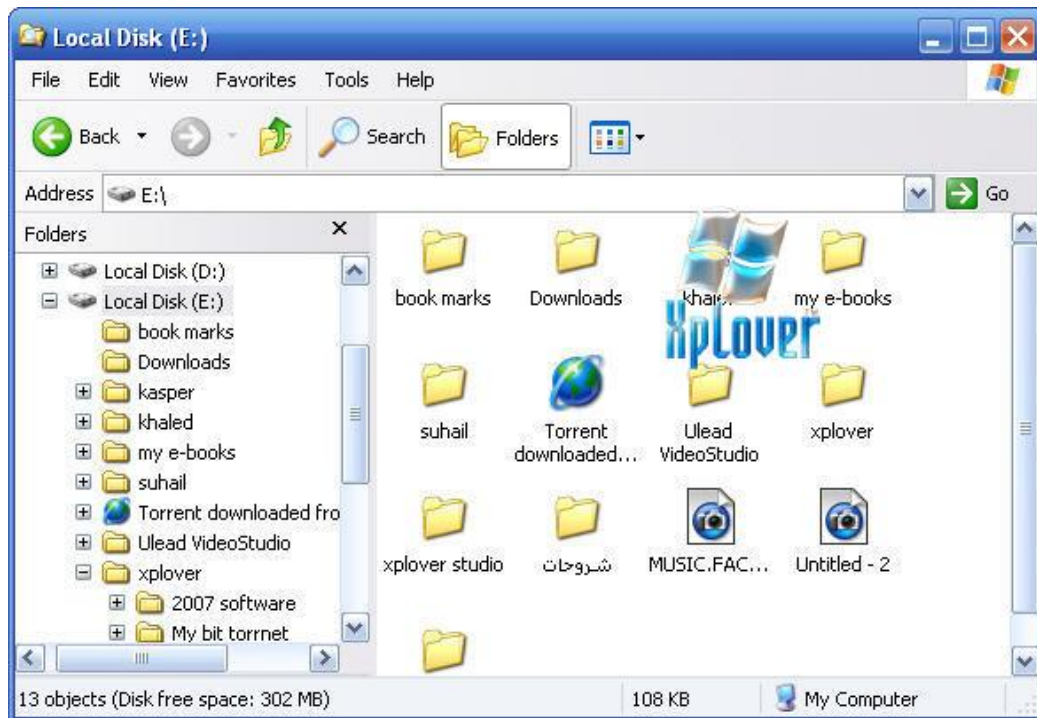 Local Disk (E:)
File Edit View Favorites Tools Help
Back Search Folders
Address E:\ Go
Folders
Local Disk (D:)
Local Disk (E:)
book marks
Downloads
kasper
khaled
my e-books
suhail
Torrent downloaded fro
Ulead VideoStudio
xplover
2007 software
My bit torrnet
book marks Downloads my e-books
Xplover
suhail Torrent downloaded... Ulead VideoStudio xplover
xplover studio شروحات MUSIC.FAC... Untitled - 2
13 objects (Disk free space: 302 MB) 108 KB My Computer